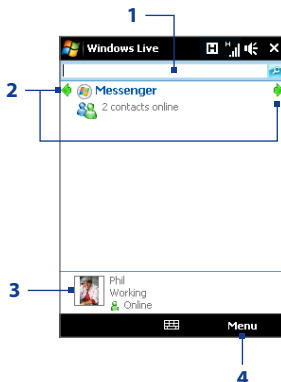 1
Windows Live
H
2
Messenger
2 contacts online
3
Phil
Working
Online
Menu
4